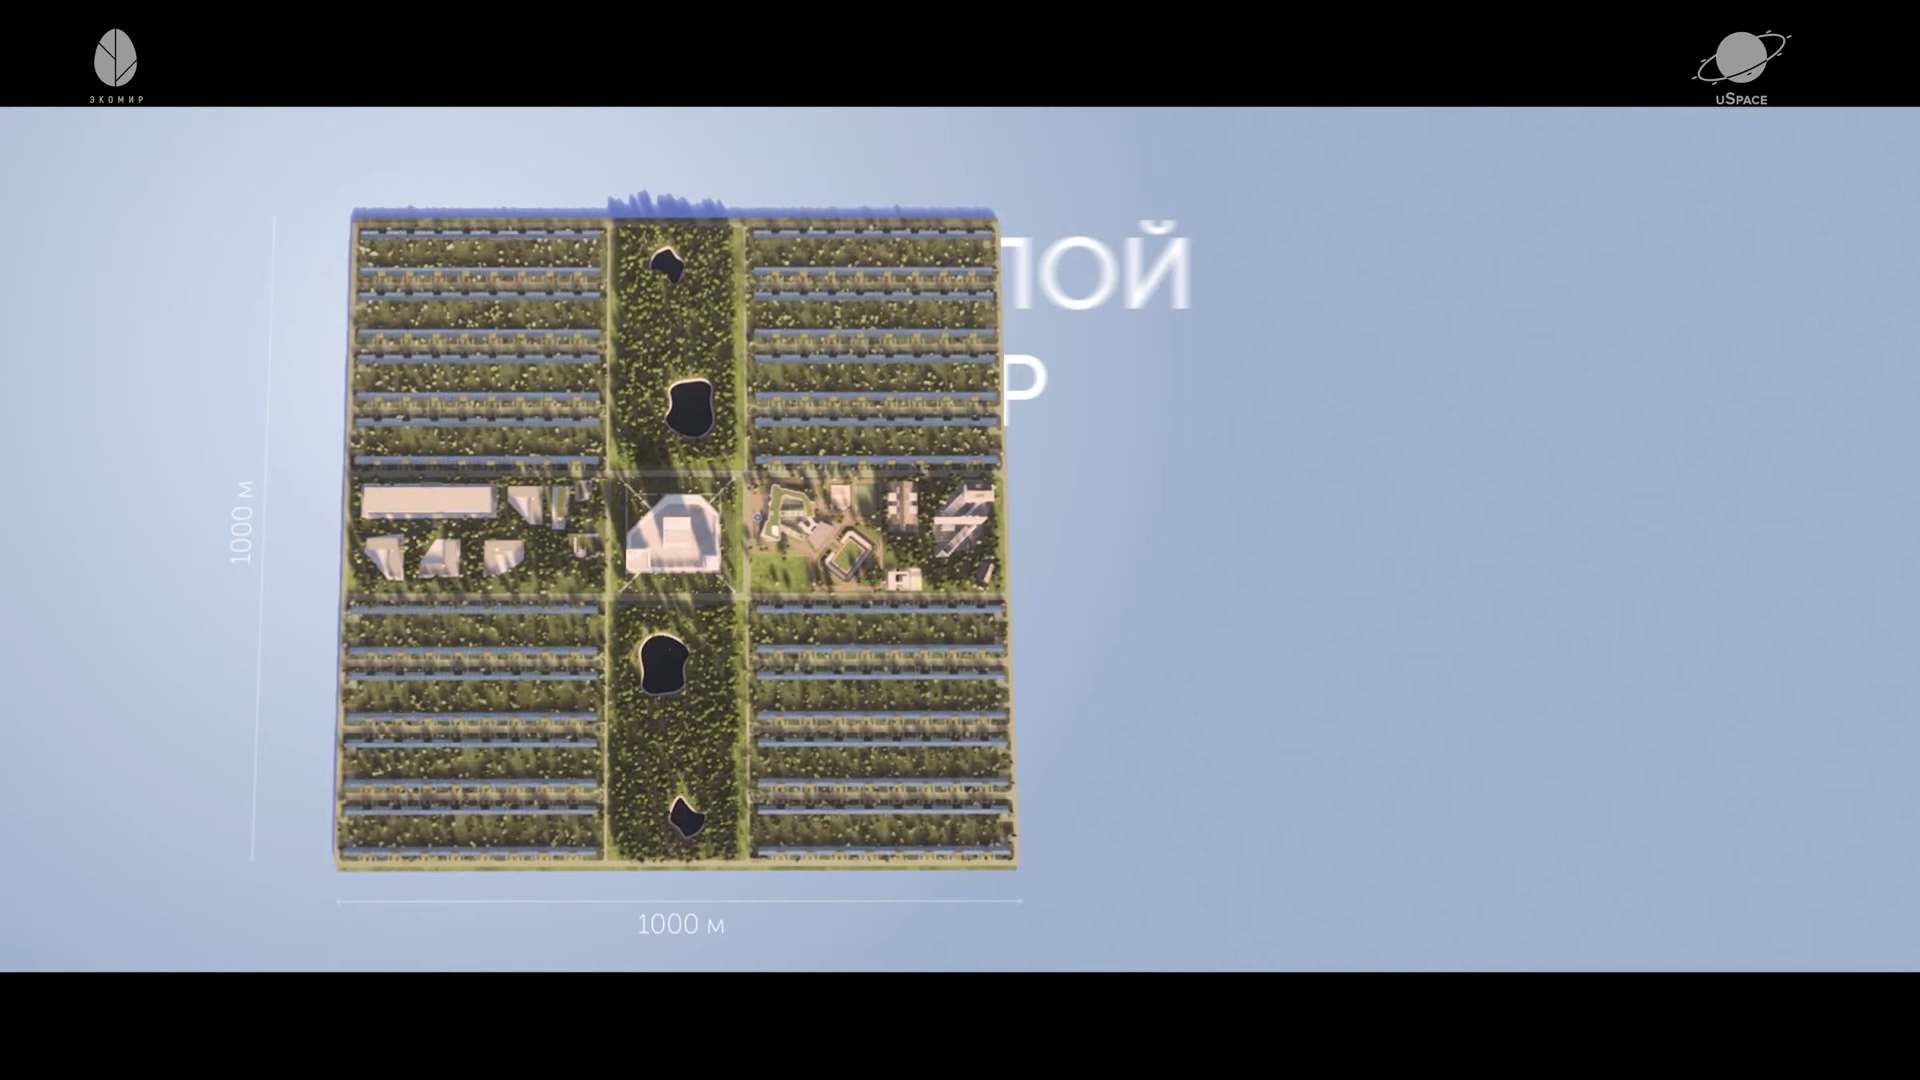 ЭКОМИР
uSpace
ЛОЙ
Р
1000 м
1000 м